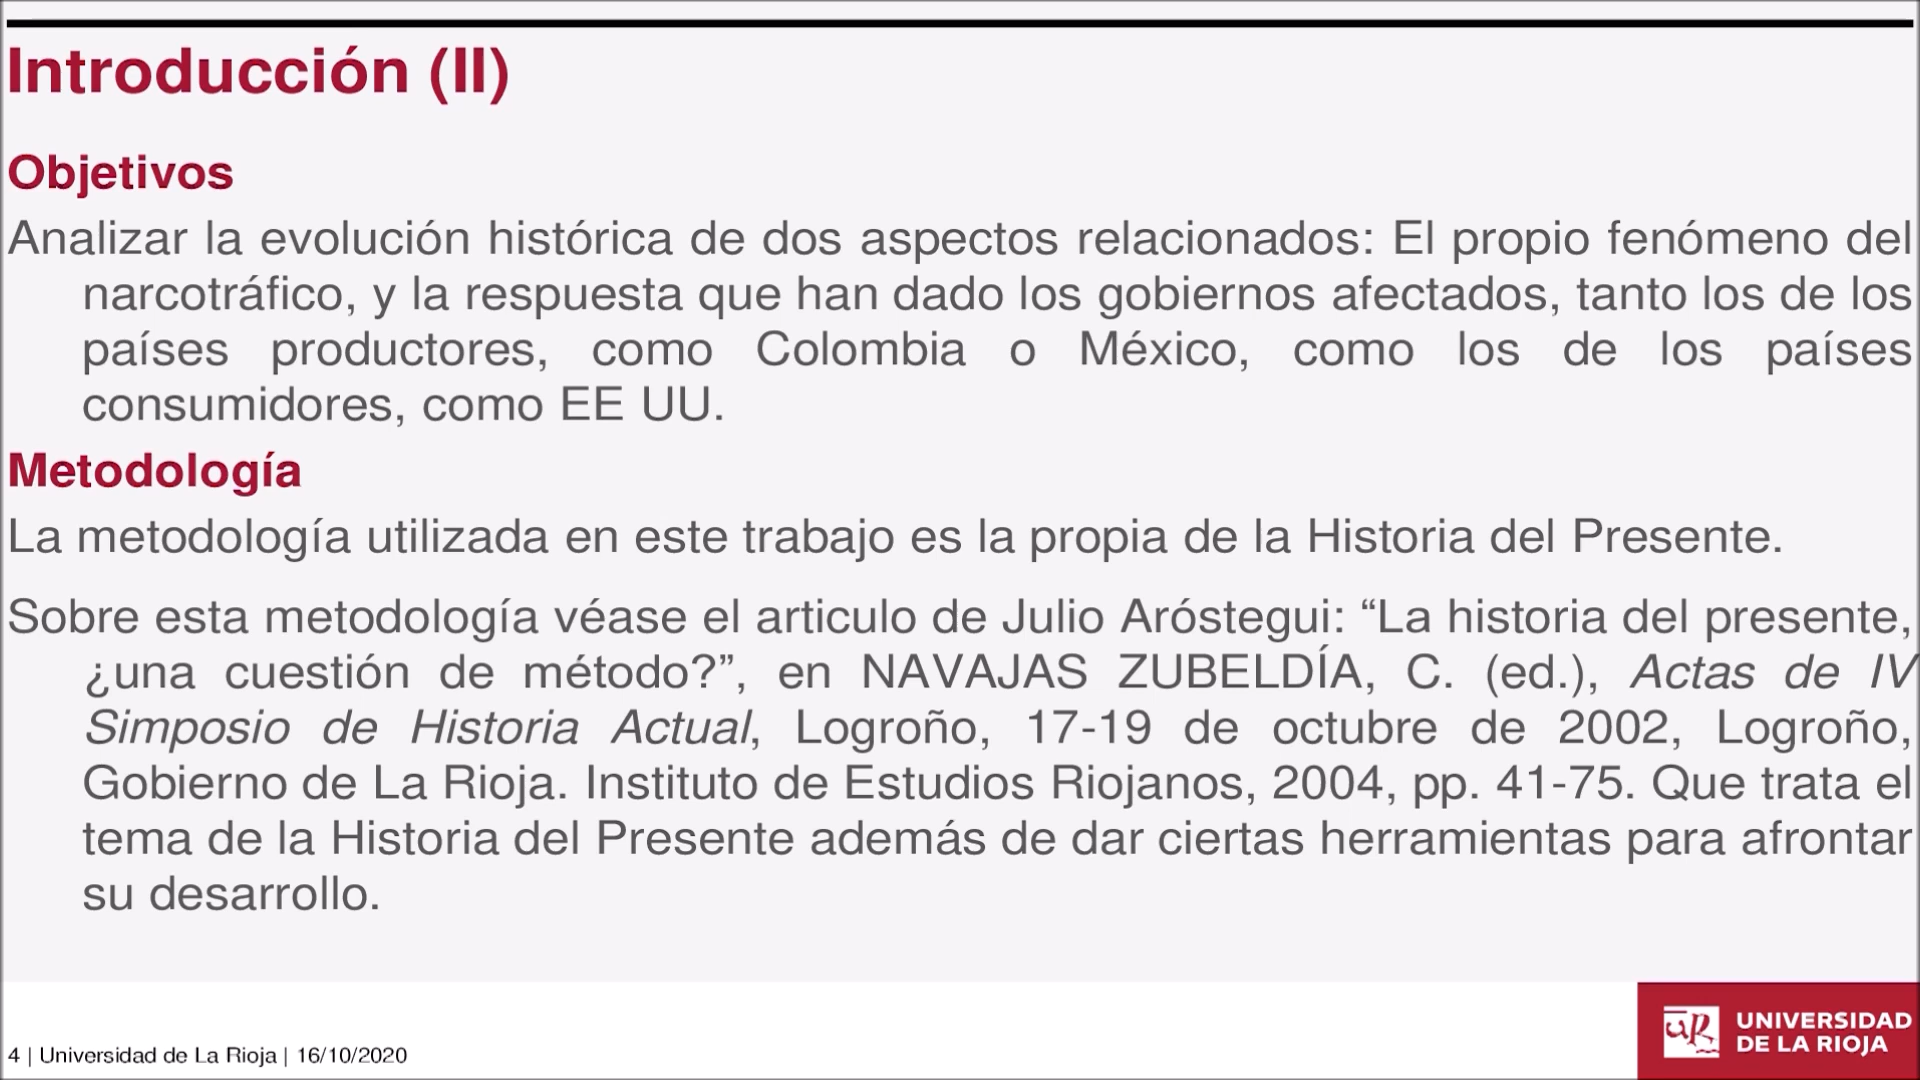 Introducción (II)
Objetivos
Analizar la evolución histórica de dos aspectos relacionados: El propio fenómeno del
narcotráfico, y la respuesta que han dado los gobiernos afectados, tanto los de los
países productores, como Colombia o México, como los de los países
consumidores, como EE UU.
Metodología
La metodología utilizada en este trabajo es la propia de la Historia del Presente.
Sobre esta metodología véase el articulo de Julio Aróstegui: “La historia del presente,
¿una cuestión de método?”, en NAVAJAS ZUBELDÍA, C. (ed.), Actas de IV
Simposio de Historia Actual, Logroño, 17-19 de octubre de 2002, Logroño,
Gobierno de La Rioja. Instituto de Estudios Riojanos, 2004, pp. 41-75. Que trata el
tema de la Historia del Presente además de dar ciertas herramientas para afrontar
su desarrollo.
4 | Universidad de La Rioja | 16/10/2020
UR
UNIVERSIDAD
DE LA RIOJA